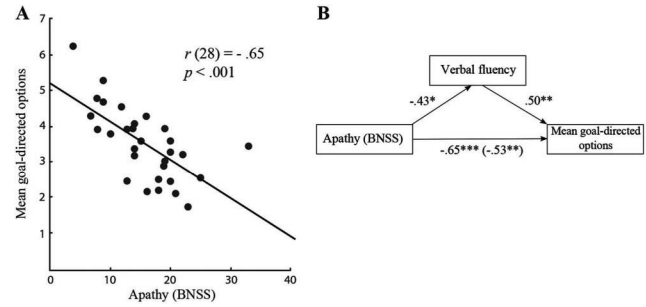 A
B
7
6
5
4
3
2
1
0
0
10
20
30
40
Mean goal-directed options
Apathy (BNSS)
r (28) = - .65
p < .001
Verbal fluency
-.43*
.50**
Apathy (BNSS)
Mean goal-directed
options
-.65*** (-.53**)